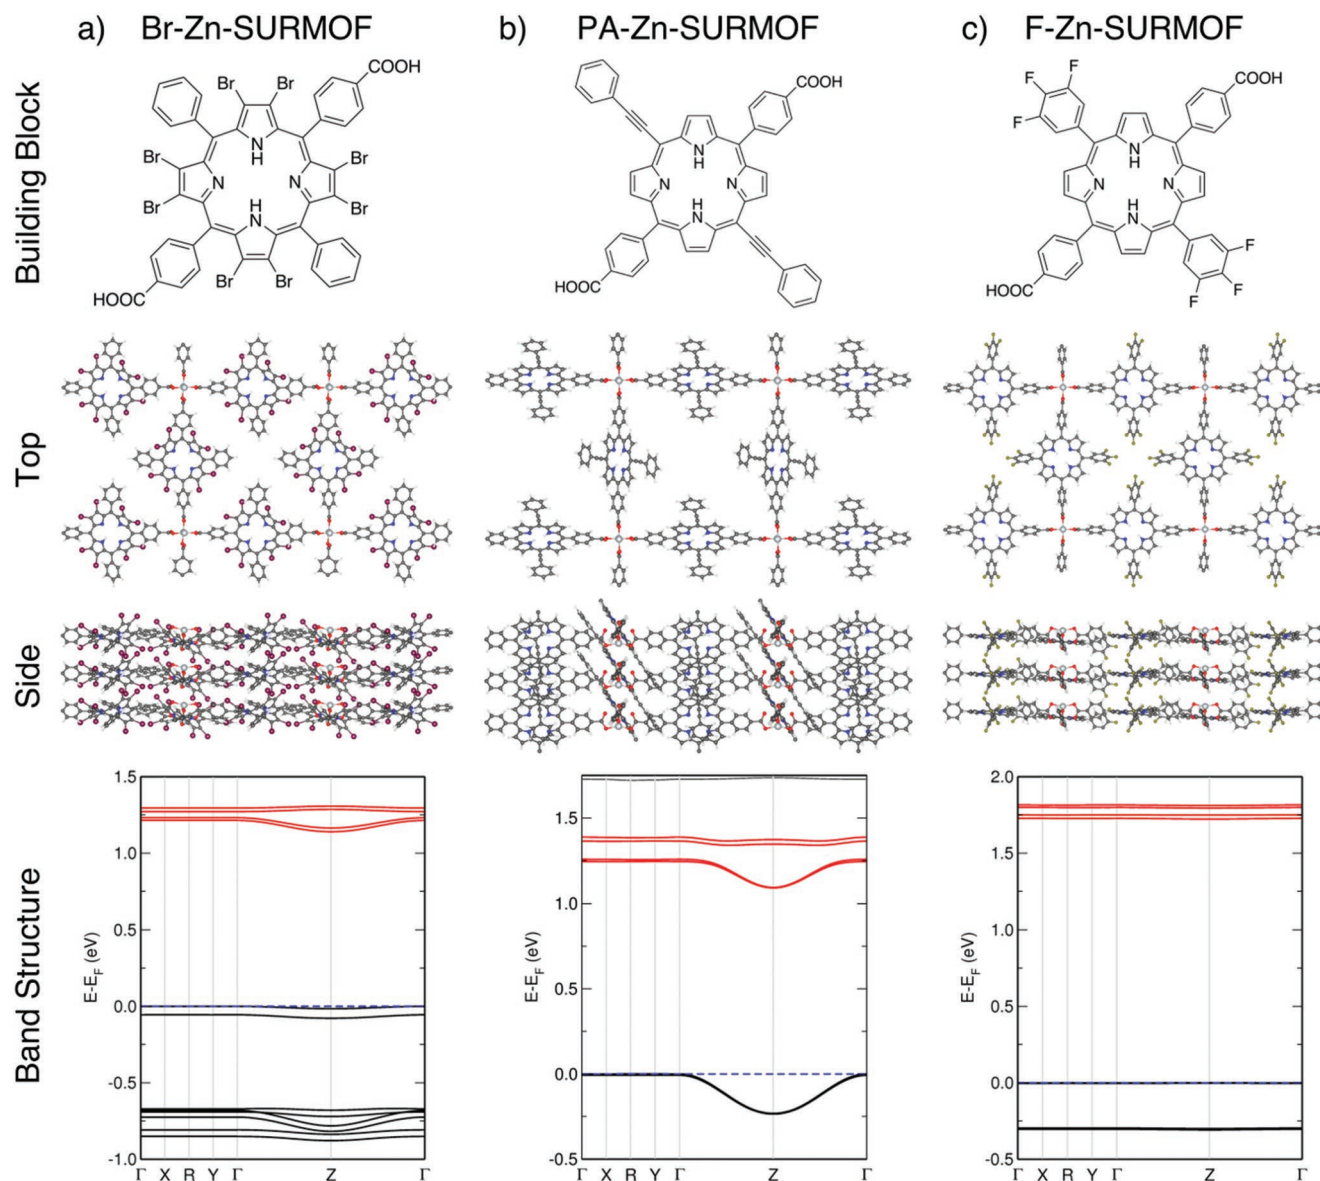 a) Br-Zn-SURMOF b) PA-Zn-SURMOF c) F-Zn-SURMOF
Building Block
COOH
Br Br
Br N H N Br
Br H N Br
Br Br
HOOC
COOH
N H
N N
H N
HOOC
F F COOH
F
N H
N N
H N
F
HOOC F
F
Top
Side
Band Structure
E-EF (eV)
1.5
1.0
0.5
0.0
-0.5
-1.0
Γ X R Y Γ Z Γ
E-EF (eV)
1.5
1.0
0.5
0.0
-0.5
Γ X R Y Γ Z Γ
E-EF (eV)
2.0
1.5
1.0
0.5
0.0
-0.5
Γ X R Y Γ Z Γ